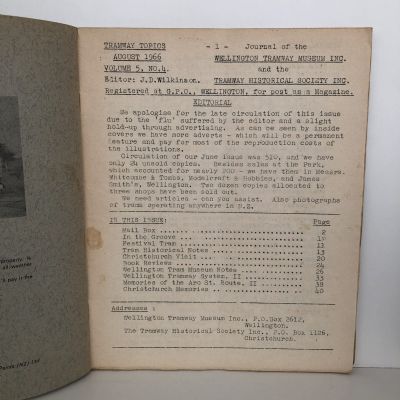 TRAMWAY TOPICS - 1 - Journal of the
AUGUST 1966 WELLINGTON TRAMWAY MUSEUM INC.
VOLUME 5, NO.4. and the
Editor: J.D.Wilkinson. TRAMWAY HISTORICAL SOCIETY INC.
Registered at G.P.O., WELLINGTON, for post as a Magazine.
EDITORIAL
We apologise for the late circulation of this issue
due to the 'flu' suffered by the editor and a slight
hold-up through advertising. As can be seen by inside
covers we have more adverts - which will be a permanent
feature and pay for most of the reproduction costs of
the illustrations.
Circulation of our June issue was 520, and we have
only 24 unsold copies. Besides sales at the Park,
which accounted for nearly 200 - we have them in Messrs.
Whitcombe & Tombs, Modelcraft & Hobbies, and James
Smith's, Wellington. Two dozen copies allocated to
three shops have been sold out.
We need articles - can you assist. Also photographs
of trams operating anywhere in N.Z.
IN THIS ISSUE: Page
Mail Box 2
In the Groove
Festival Tram 11
Tram Historical Notes 13
Christchurch Visit 20
Book Reviews 24
Wellington Tram Museum Notes 26
Wellington Tramway System, II 33
Memories of the Aro St. Route, II 38
Christchurch Memories 40
Addresses :
Wellington Tramway Museum Inc., P.O.Box 2612,
Wellington.
The Tramway Historical Society Inc., P.O. Box 1126,
Christchurch.
(NZ) Ltd